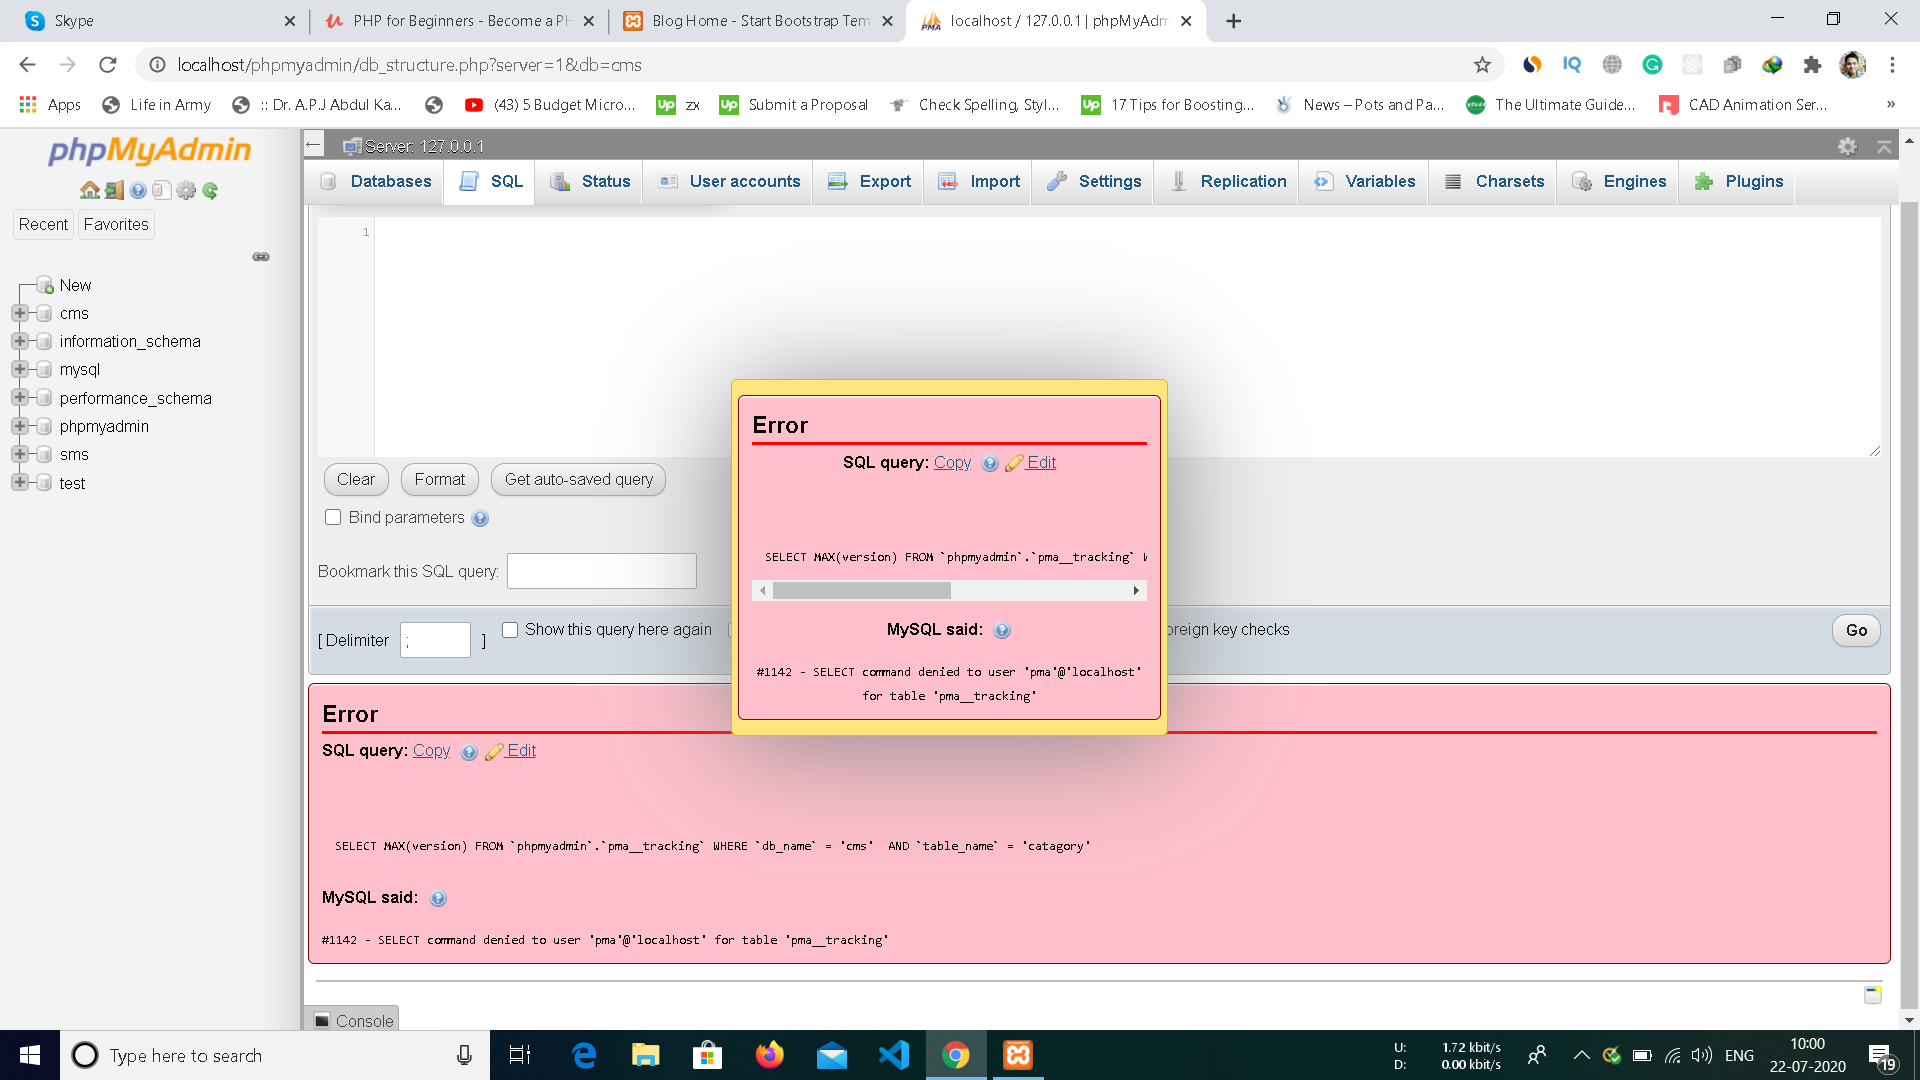 Skype
PHP for Beginners - Become a PH
Blog Home - Start Bootstrap Tem
PMA
localhost / 127.0.0.1 | phpMyAdm
localhost/phpmyadmin/db_structure.php?server=1&db=cms
IQ
Apps
Life in Army
:: Dr. A.P.J Abdul Ka...
(43) 5 Budget Micro...
Up
zx
Up
Submit a Proposal
Check Spelling, Styl...
Up
17 Tips for Boosting...
News – Pots and Pa...
The Ultimate Guide...
CAD Animation Ser...
»
phpMyAdmin
Recent
Favorites
New
cms
information_schema
mysql
performance_schema
phpmyadmin
sms
test
Server: 127.0.0.1
Databases
SQL
Status
User accounts
Export
Import
Settings
Replication
Variables
Charsets
Engines
Plugins
1
Clear
Format
Get auto-saved query
Bind parameters
Bookmark this SQL query:
[ Delimiter
;
]
Show this query here again
oreign key checks
Go
Error
SQL query: Copy Edit
SELECT MAX(version) FROM `phpmyadmin`.`pma__tracking` W
MySQL said:
#1142 - SELECT command denied to user 'pma'@'localhost'
for table 'pma__tracking'
Error
SQL query: Copy Edit
SELECT MAX(version) FROM `phpmyadmin`.`pma__tracking` WHERE `db_name` = 'cms'  AND `table_name` = 'catagory'
MySQL said:
#1142 - SELECT command denied to user 'pma'@'localhost' for table 'pma__tracking'
Console
Type here to search
U: 1.72 kbit/s
D: 0.00 kbit/s
ENG
10:00
22-07-2020
19